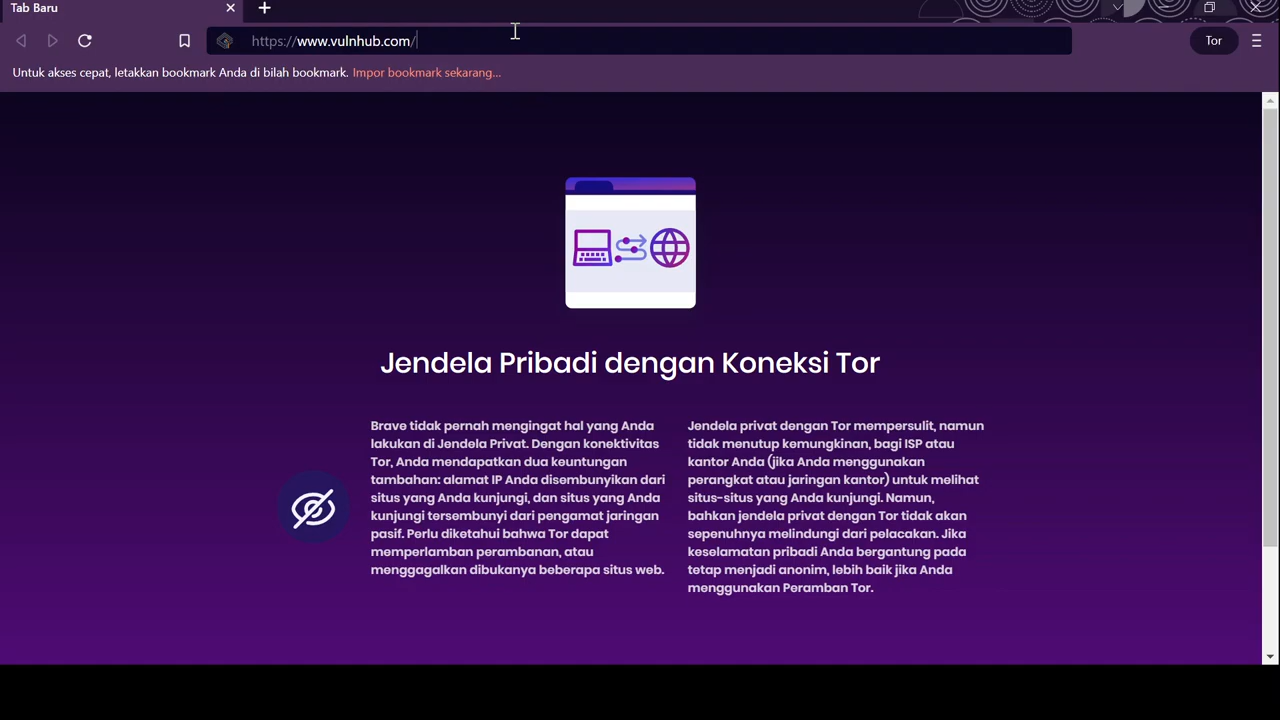 Tab Baru
https://www.vulnhub.com/
Tor
Untuk akses cepat, letakkan bookmark Anda di bilah bookmark. Impor bookmark sekarang...
Jendela Pribadi dengan Koneksi Tor
Brave tidak pernah mengingat hal yang Anda
lakukan di Jendela Privat. Dengan konektivitas
Tor, Anda mendapatkan dua keuntungan
tambahan: alamat IP Anda disembunyikan dari
situs yang Anda kunjungi, dan situs yang Anda
kunjungi tersembunyi dari pengamat jaringan
pasif. Perlu diketahui bahwa Tor dapat
memperlamban perambanan, atau
menggagalkan dibukanya beberapa situs web.
Jendela privat dengan Tor mempersulit, namun
tidak menutup kemungkinan, bagi ISP atau
kantor Anda (jika Anda menggunakan
perangkat atau jaringan kantor) untuk melihat
situs-situs yang Anda kunjungi. Namun,
bahkan jendela privat dengan Tor tidak akan
sepenuhnya melindungi dari pelacakan. Jika
keselamatan pribadi Anda bergantung pada
tetap menjadi anonim, lebih baik jika Anda
menggunakan Peramban Tor.